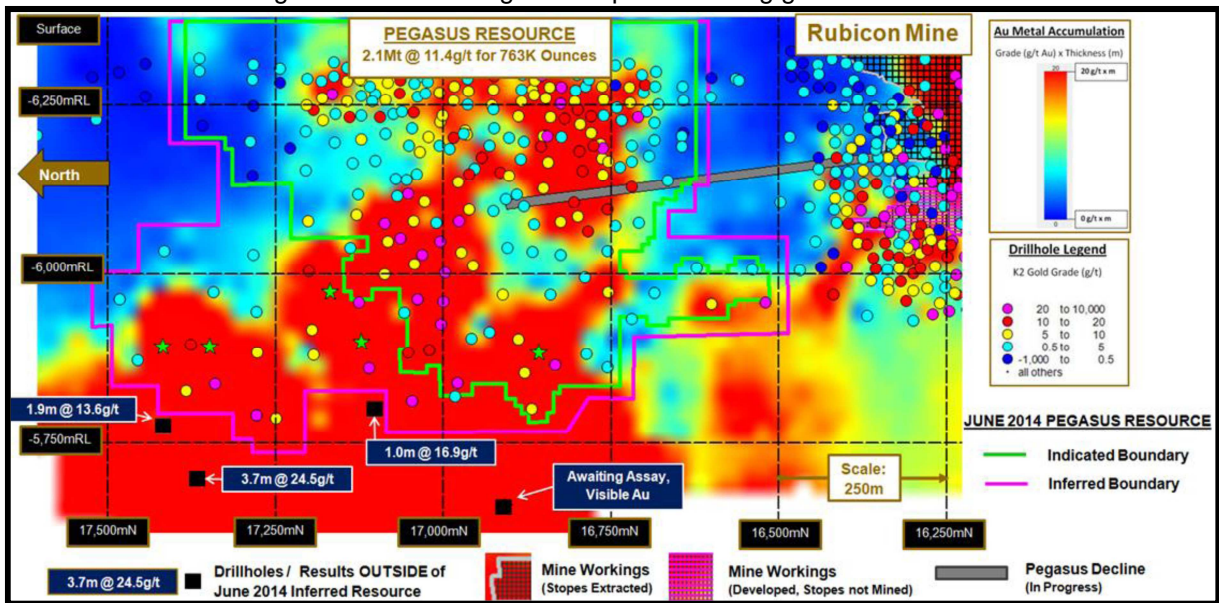 Surface
PEGASUS RESOURCE
2.1Mt @ 11.4g/t for 763K Ounces
Rubicon Mine
Au Metal Accumulation
Grade (g/t Au) x Thickness (m)
20
20 g/t x m
0 g/t x m
0
-6,250mRL
North
-6,000mRL
-5,750mRL
Drillhole Legend
K2 Gold Grade (g/t)
20 to 10,000
10 to 20
5 to 10
0.5 to 5
-1,000 to 0.5
all others
1.9m @ 13.6g/t
1.0m @ 16.9g/t
3.7m @ 24.5g/t
Awaiting Assay,
Visible Au
Scale:
250m
JUNE 2014 PEGASUS RESOURCE
Indicated Boundary
Inferred Boundary
17,500mN
17,250mN
17,000mN
16,750mN
16,500mN
16,250mN
3.7m @ 24.5g/t
Drillholes / Results OUTSIDE of
June 2014 Inferred Resource
Mine Workings
(Stopes Extracted)
Mine Workings
(Developed, Stopes not Mined)
Pegasus Decline
(In Progress)